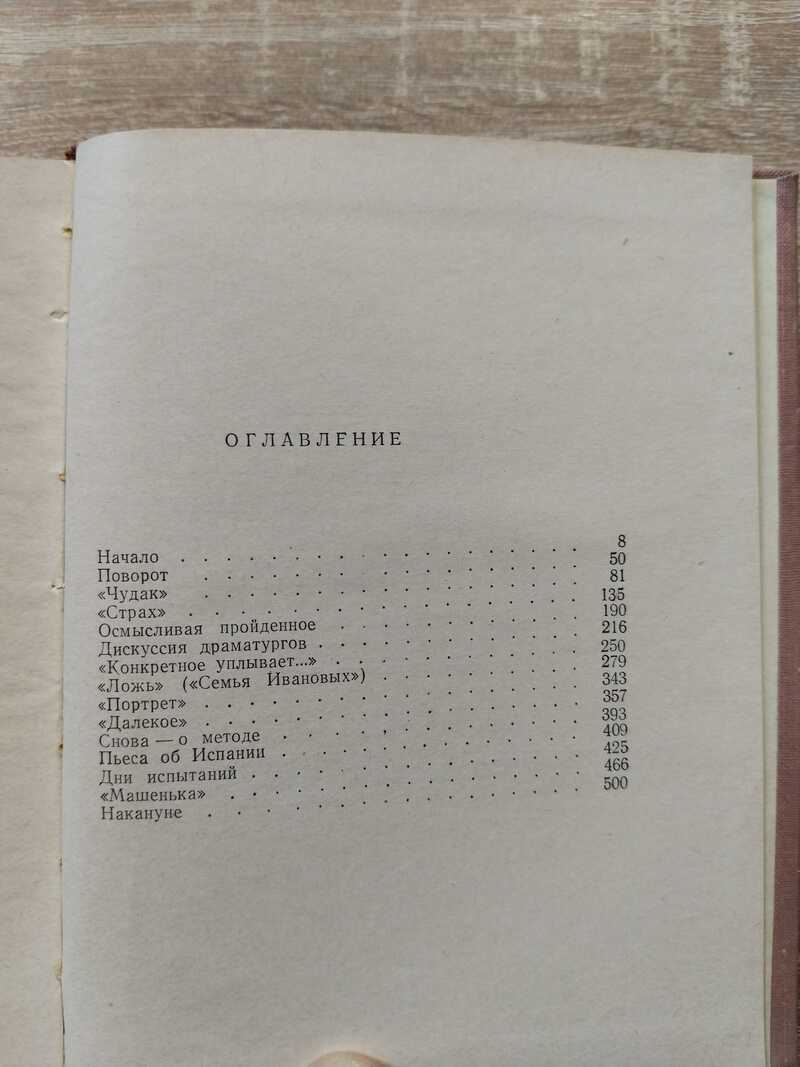 ОГЛАВЛЕНИЕ
Начало . . . . . . . . . . . . . . . . . . 8
Поворот . . . . . . . . . . . . . . . . . . 50
«Чудак» . . . . . . . . . . . . . . . . . . 81
«Страх» . . . . . . . . . . . . . . . . . . 135
Осмысливая пройденное . . . . . . . . . . . 190
Дискуссия драматургов . . . . . . . . . . . 216
«Конкретное уплывает...» . . . . . . . . . . 250
«Ложь» («Семья Ивановых») . . . . . . . . . 279
«Портрет» . . . . . . . . . . . . . . . . . 343
«Далекое» . . . . . . . . . . . . . . . . . 357
Снова — о методе . . . . . . . . . . . . . . 393
Пьеса об Испании . . . . . . . . . . . . . . 409
Дни испытаний . . . . . . . . . . . . . . . 425
«Машенька» . . . . . . . . . . . . . . . . . 466
Накануне . . . . . . . . . . . . . . . . . . 500